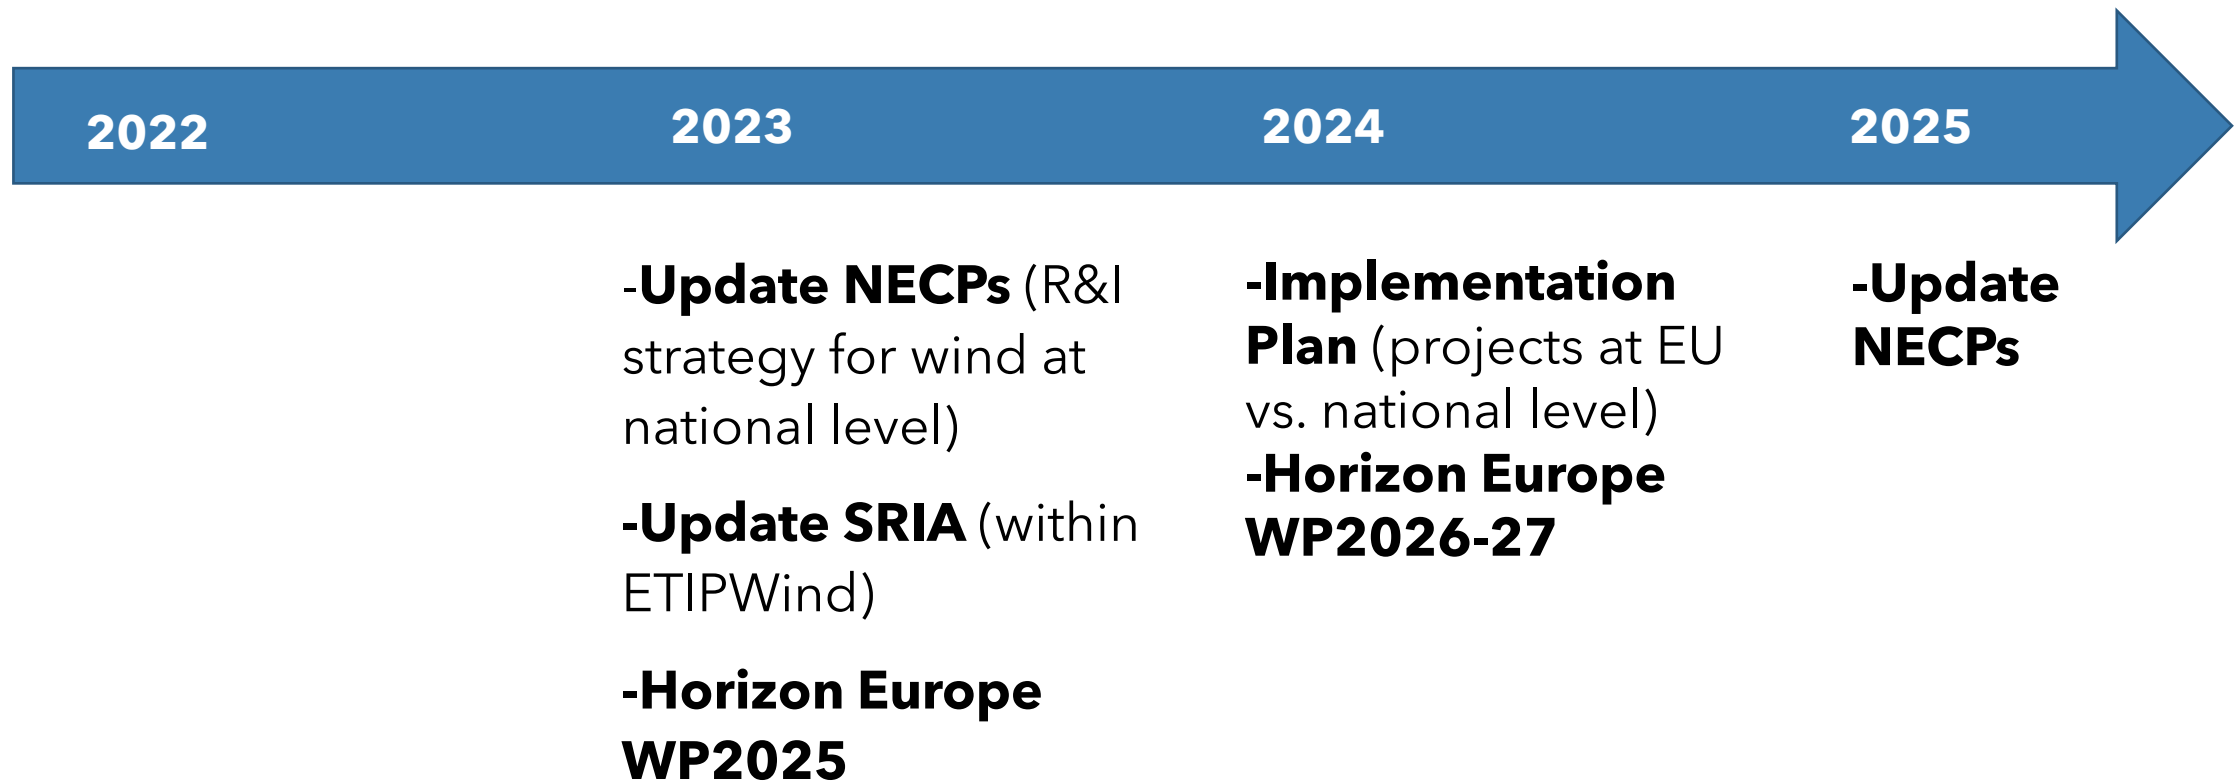 2022
2023
2024
2025
-Update NECPs (R&I
strategy for wind at
national level)
-Update SRIA (within
ETIPWind)
-Horizon Europe
WP2025
-Implementation
Plan (projects at EU
vs. national level)
-Horizon Europe
WP2026-27
-Update
NECPs